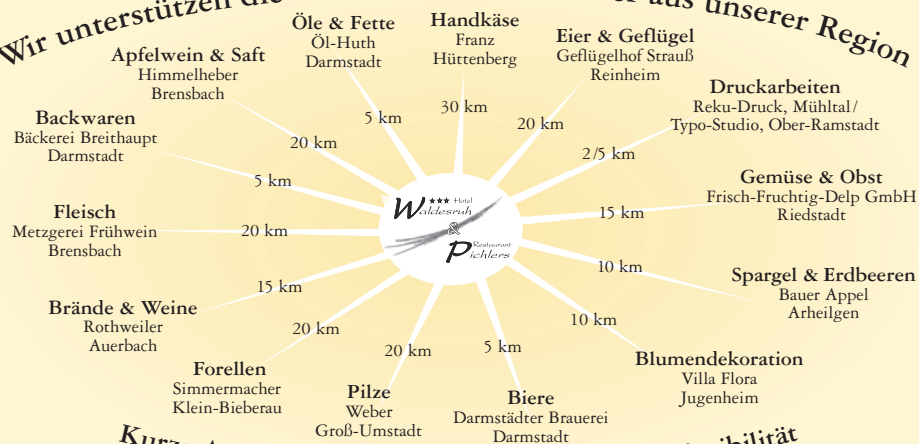 Wir unterstützen die
aus unserer Region
Öle & Fette
Öl-Huth
Darmstadt
5 km
Handkäse
Franz
Hüttenberg
30 km
Eier & Geflügel
Geflügelhof Strauß
Reinheim
20 km
Druckarbeiten
Reku-Druck, Mühltal/
Typo-Studio, Ober-Ramstadt
2/5 km
Gemüse & Obst
Frisch-Fruchtig-Delp GmbH
Riedstadt
15 km
Spargel & Erdbeeren
Bauer Appel
Arheilgen
10 km
Blumendekoration
Villa Flora
Jugenheim
10 km
Biere
Darmstädter Brauerei
Darmstadt
5 km
Pilze
Weber
Groß-Umstadt
20 km
Forellen
Simmermacher
Klein-Bieberau
20 km
Brände & Weine
Rothweiler
Auerbach
15 km
Fleisch
Metzgerei Frühwein
Brensbach
20 km
Backwaren
Bäckerei Breithaupt
Darmstadt
5 km
Apfelwein & Saft
Himmelheber
Brensbach
20 km
★★★ Hotel
Waldesruh
&
Restaurant
Pichlers